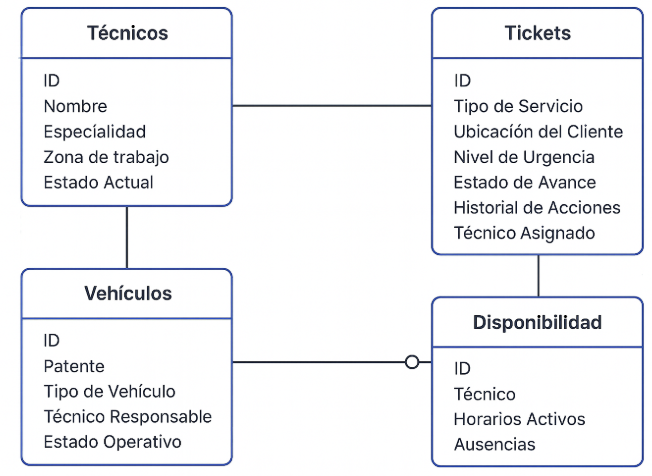 Técnicos
ID
Nombre
Especíalidad
Zona de trabajo
Estado Actual
Tickets
ID
Tipo de Servicio
Ubicacíón del Cliente
Nivel de Urgencia
Estado de Avance
Historial de Acciones
Técnico Asignado
Vehículos
ID
Patente
Tipo de Vehículo
Técnico Responsable
Estado Operativo
Disponibilidad
ID
Técnico
Horarios Activos
Ausencias